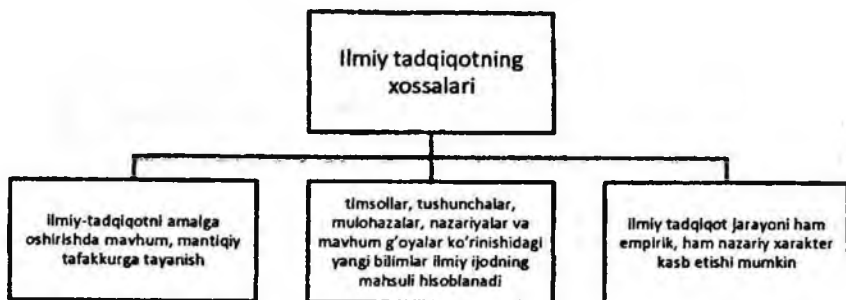 Ilmiy tadqiqotning
xossalari
ilmiy-tadqiqotni amalga
oshirishda mavhum, mantiqiy
tafakkurga tayanish
timsollar, tushunchalar,
mulohazalar, nazariyalar va
mavhum g‘oyalar ko‘rinishidagi
yangi bilimlar ilmiy ijodning
mahsuli hisoblanadi
ilmiy tadqiqot jarayoni ham
empirik, ham nazariy xarakter
kasb etishi mumkin